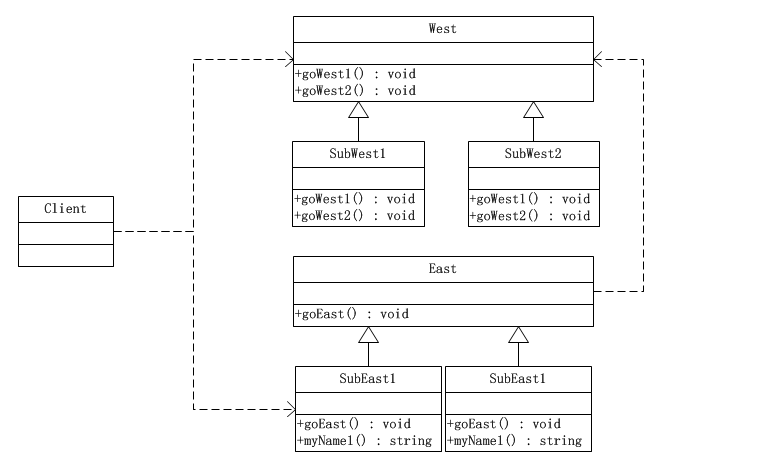 West
+goWest1() : void
+goWest2() : void
SubWest1
+goWest1() : void
+goWest2() : void
SubWest2
+goWest1() : void
+goWest2() : void
Client
East
+goEast() : void
SubEast1
+goEast() : void
+myName1() : string
SubEast1
+goEast() : void
+myName1() : string